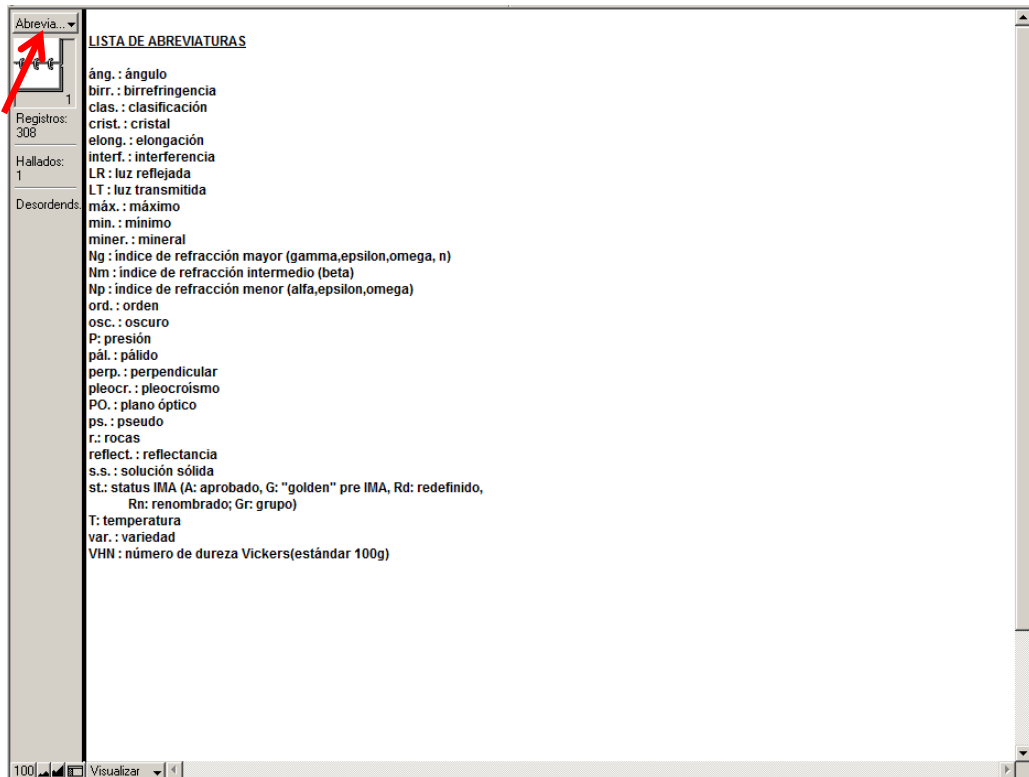 Abrevia...
1
Registros:
308
Hallados:
1
Desordends.
LISTA DE ABREVIATURAS
áng. : ángulo
birr. : birrefringencia
clas. : clasificación
crist. : cristal
elong. : elongación
interf. : interferencia
LR : luz reflejada
LT : luz transmitida
máx. : máximo
min. : mínimo
miner. : mineral
Ng : índice de refracción mayor (gamma,epsilon,omega, n)
Nm : índice de refracción intermedio (beta)
Np : índice de refracción menor (alfa,epsilon,omega)
ord. : orden
osc. : oscuro
P: presión
pál. : pálido
perp. : perpendicular
pleocr. : pleocroísmo
PO. : plano óptico
ps. : pseudo
r.: rocas
reflect. : reflectancia
s.s. : solución sólida
st.: status IMA (A: aprobado, G: "golden" pre IMA, Rd: redefinido,
Rn: renombrado; Gr: grupo)
T: temperatura
var. : variedad
VHN : número de dureza Vickers(estándar 100g)
100 Visualizar